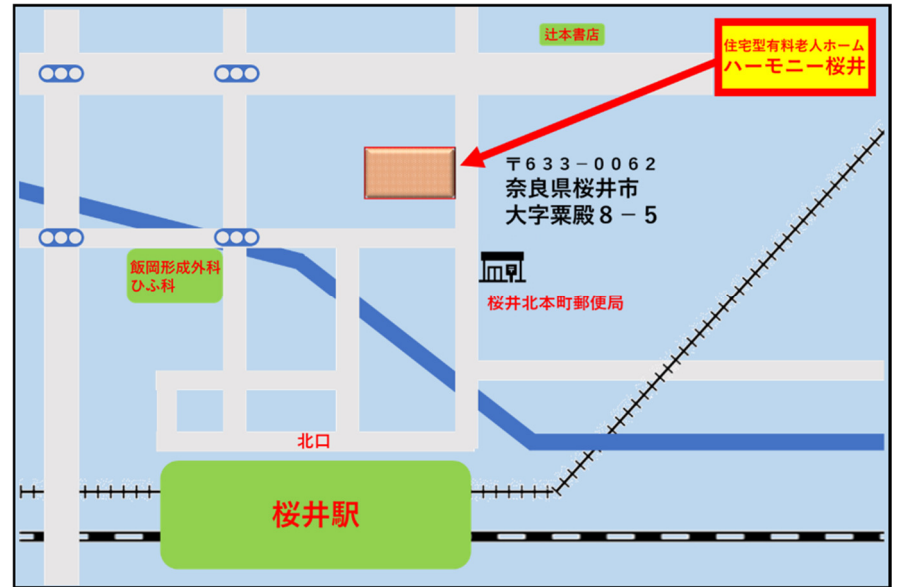 辻本書店
住宅型有料老人ホーム
ハーモニー桜井
〒633－0062
奈良県桜井市
大字粟殿8－5
飯岡形成外科
ひふ科
桜井北本町郵便局
北口
桜井駅